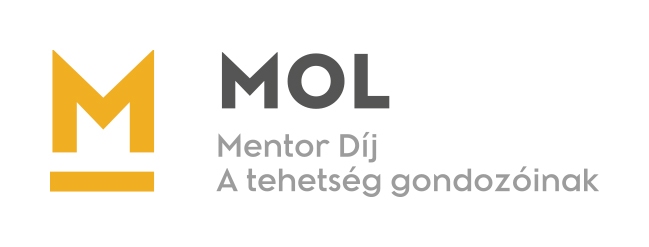 M
MOL
Mentor Díj
A tehetség gondozóinak